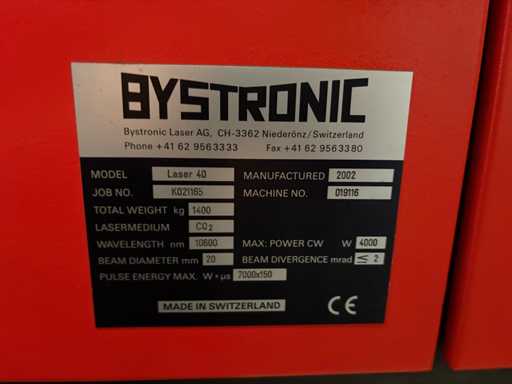 BYSTRONIC
Bystronic Laser AG, CH-3362 Niederönz/Switzerland
Phone +41 62 9563333 Fax +41 62 9563380
MODEL Laser 40 MANUFACTURED 2002
JOB NO. K021165 MACHINE NO. 019116
TOTAL WEIGHT kg 1400
LASERMEDIUM CO2
WAVELENGTH nm 10600 MAX: POWER CW W 4000
BEAM DIAMETER mm 20 BEAM DIVERGENCE mrad ≤ 2
PULSE ENERGY MAX. W • µs 7000x150
MADE IN SWITZERLAND CE